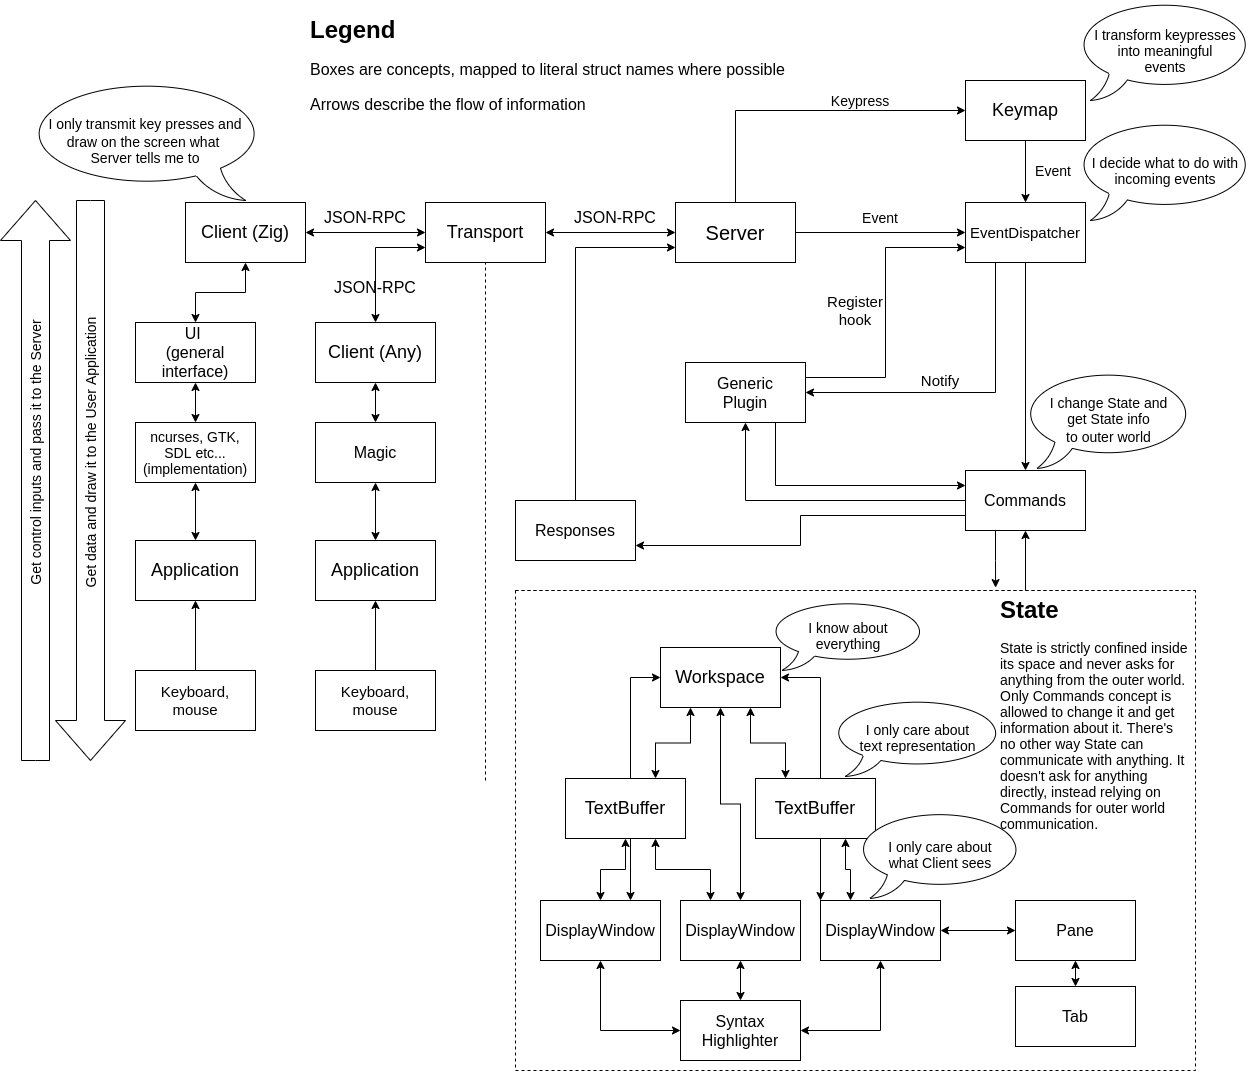 Legend
Boxes are concepts, mapped to literal struct names where possible
Arrows describe the flow of information
I transform keypresses
into meaningful
events
Keypress
Keymap
I only transmit key presses and
draw on the screen what
Server tells me to
Event
I decide what to do with
incoming events
Client (Zig)
JSON-RPC
Transport
JSON-RPC
Server
Event
EventDispatcher
JSON-RPC
Register
hook
UI
(general
interface)
Client (Any)
Generic
Plugin
Notify
Get control inputs and pass it to the Server
Get data and draw it to the User Application
I change State and
get State info
to outer world
ncurses, GTK,
SDL etc...
(implementation)
Magic
Commands
Responses
Application
Application
Keyboard,
mouse
Keyboard,
mouse
State
State is strictly confined inside
its space and never asks for
anything from the outer world.
Only Commands concept is
allowed to change it and get
information about it. There's
no other way State can
communicate with anything. It
doesn't ask for anything
directly, instead relying on
Commands for outer world
communication.
I know about
everything
Workspace
I only care about
text representation
TextBuffer
TextBuffer
I only care about
what Client sees
DisplayWindow
DisplayWindow
DisplayWindow
Pane
Syntax
Highlighter
Tab